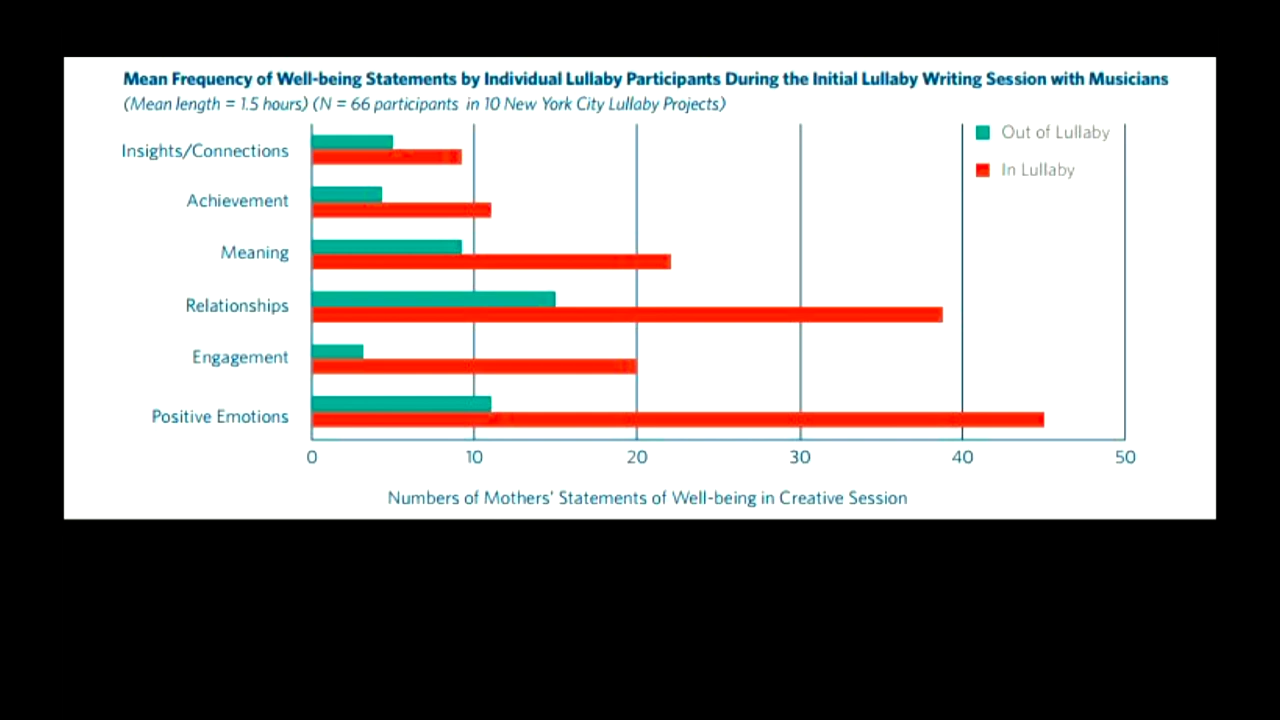 Mean Frequency of Well-being Statements by Individual Lullaby Participants During the Initial Lullaby Writing Session with Musicians
(Mean length = 1.5 hours) (N = 66 participants in 10 New York City Lullaby Projects)
Out of Lullaby
In Lullaby
Insights/Connections
Achievement
Meaning
Relationships
Engagement
Positive Emotions
0 10 20 30 40 50
Numbers of Mothers' Statements of Well-being in Creative Session